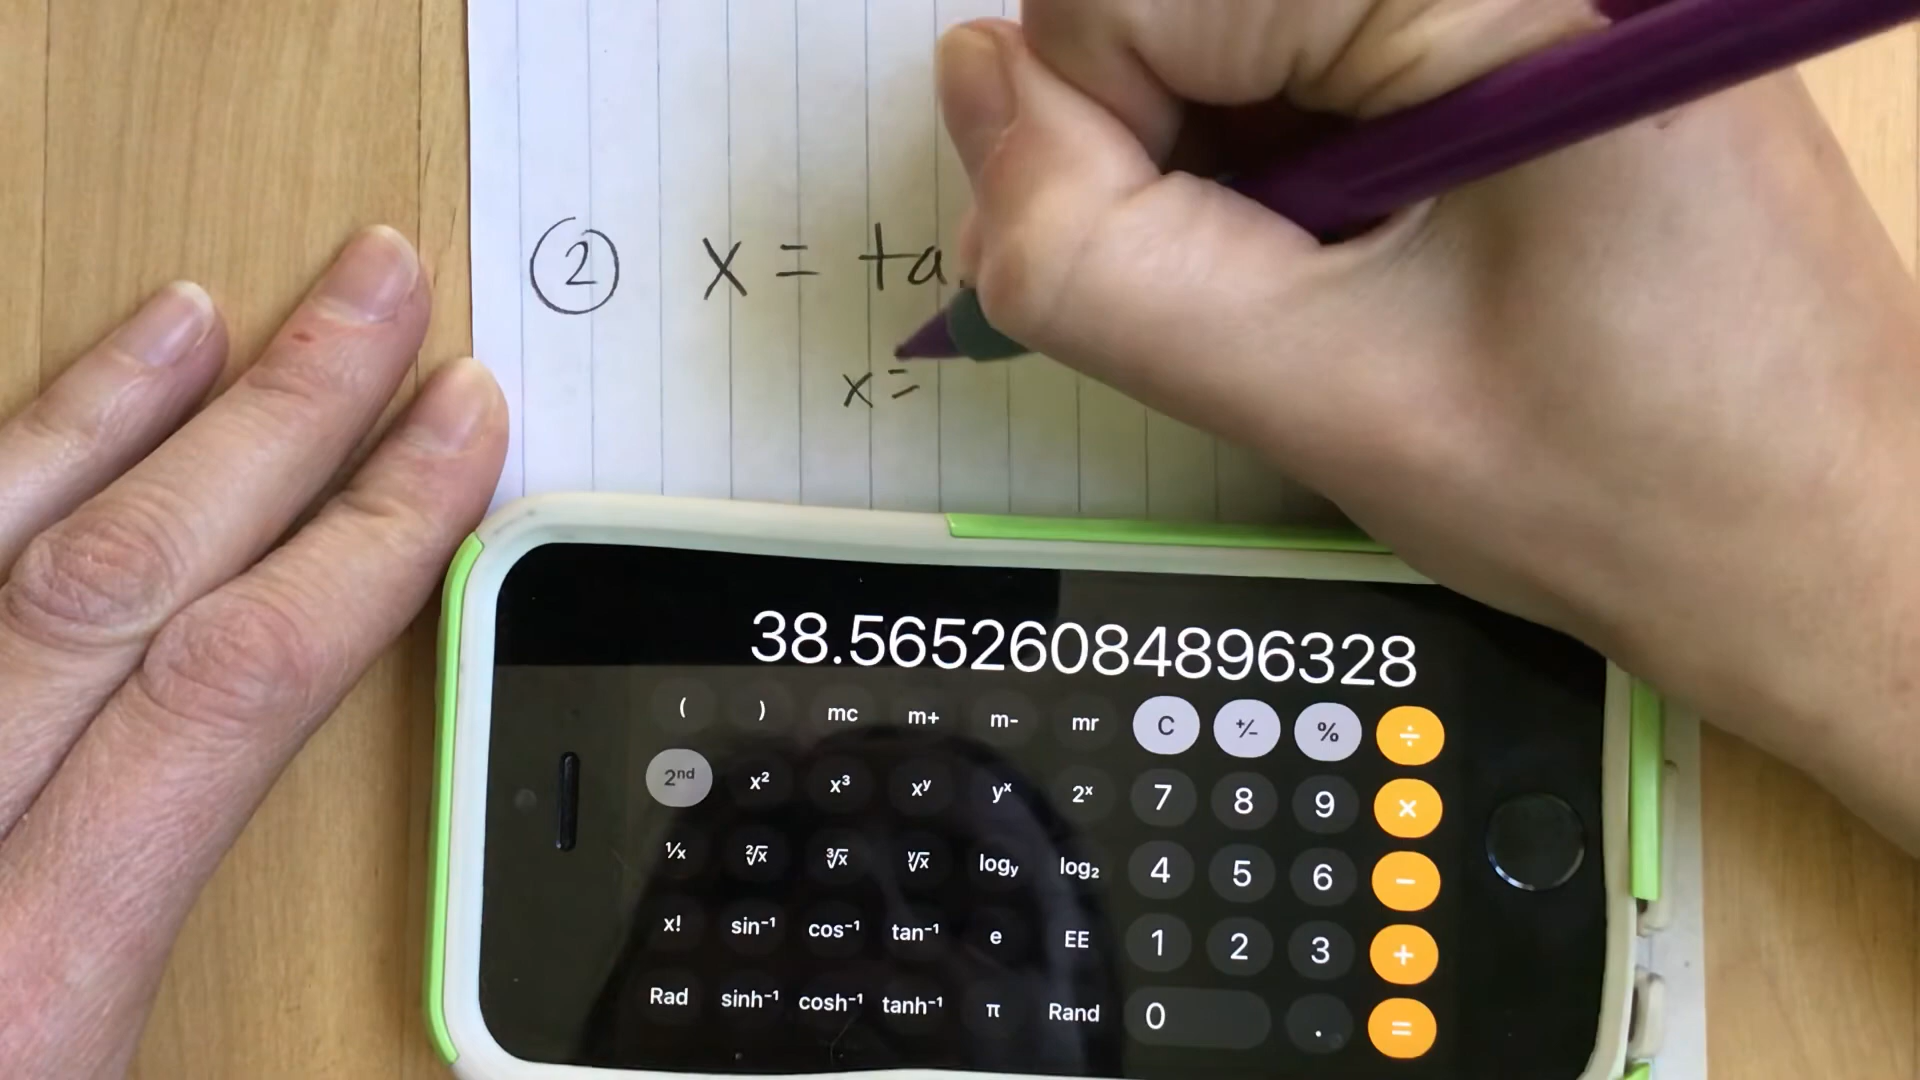 ② x = ta
x =
38.565260848963 28
( ) mc m+ m- mr C +/- % ÷
2ⁿᵈ x² x³ xʸ yˣ 2ˣ 7 8 9 ×
¹/x ²√x ³√x ʸ√x logᵧ log₂ 4 5 6 −
x! sin⁻¹ cos⁻¹ tan⁻¹ e EE 1 2 3 +
Rad sinh⁻¹ cosh⁻¹ tanh⁻¹ π Rand 0 . =